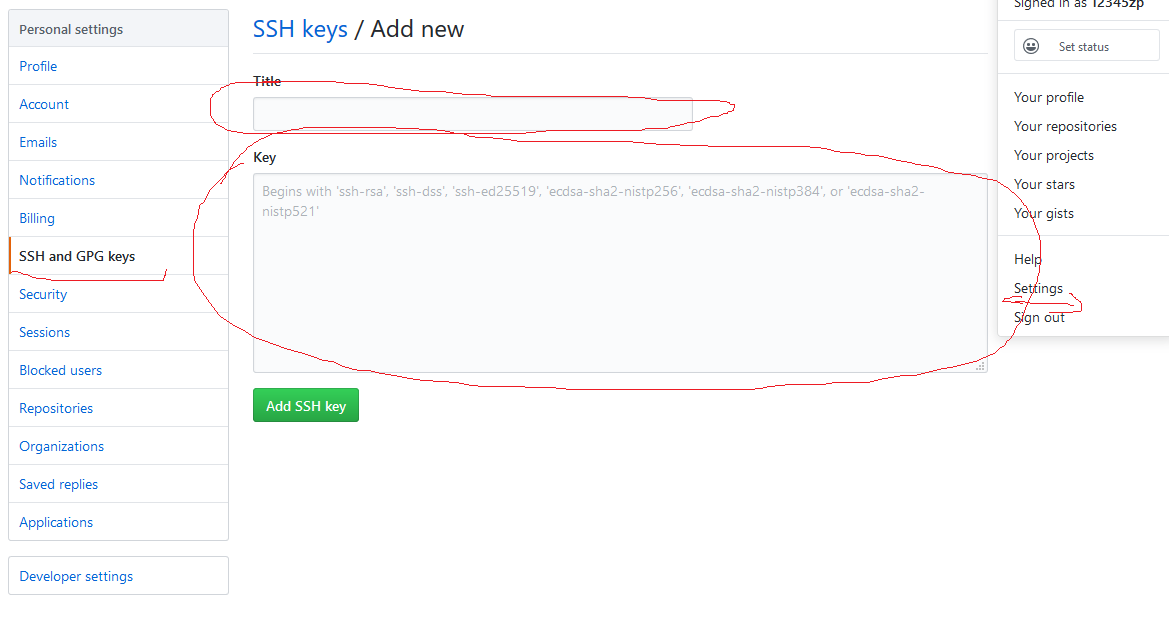 Personal settings
Profile
Account
Emails
Notifications
Billing
SSH and GPG keys
Security
Sessions
Blocked users
Repositories
Organizations
Saved replies
Applications
Developer settings
SSH keys / Add new
Title
Key
Begins with 'ssh-rsa', 'ssh-dss', 'ssh-ed25519', 'ecdsa-sha2-nistp256', 'ecdsa-sha2-nistp384', or 'ecdsa-sha2-
nistp521'
Add SSH key
Signed in as 12345zp
Set status
Your profile
Your repositories
Your projects
Your stars
Your gists
Help
Settings
Sign out